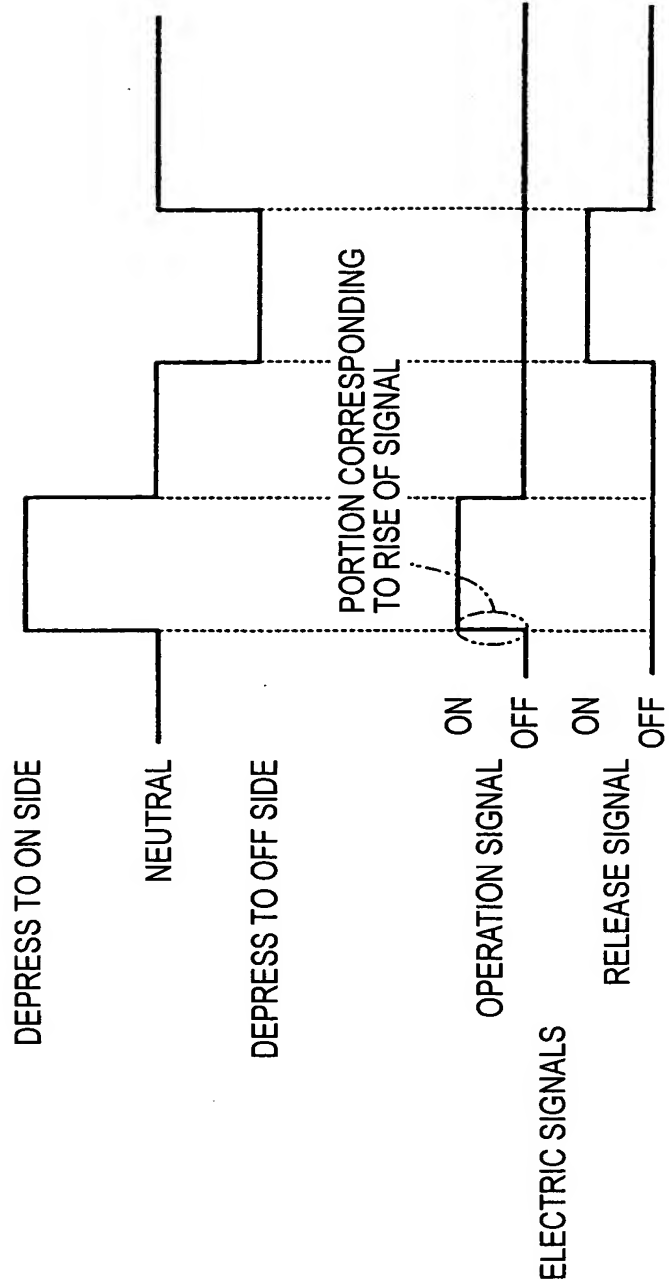 DEPRESS TO ON SIDE
NEUTRAL
DEPRESS TO OFF SIDE
PORTION CORRESPONDING
TO RISE OF SIGNAL
ELECTRIC SIGNALS
OPERATION SIGNAL
ON
OFF
RELEASE SIGNAL
ON
OFF